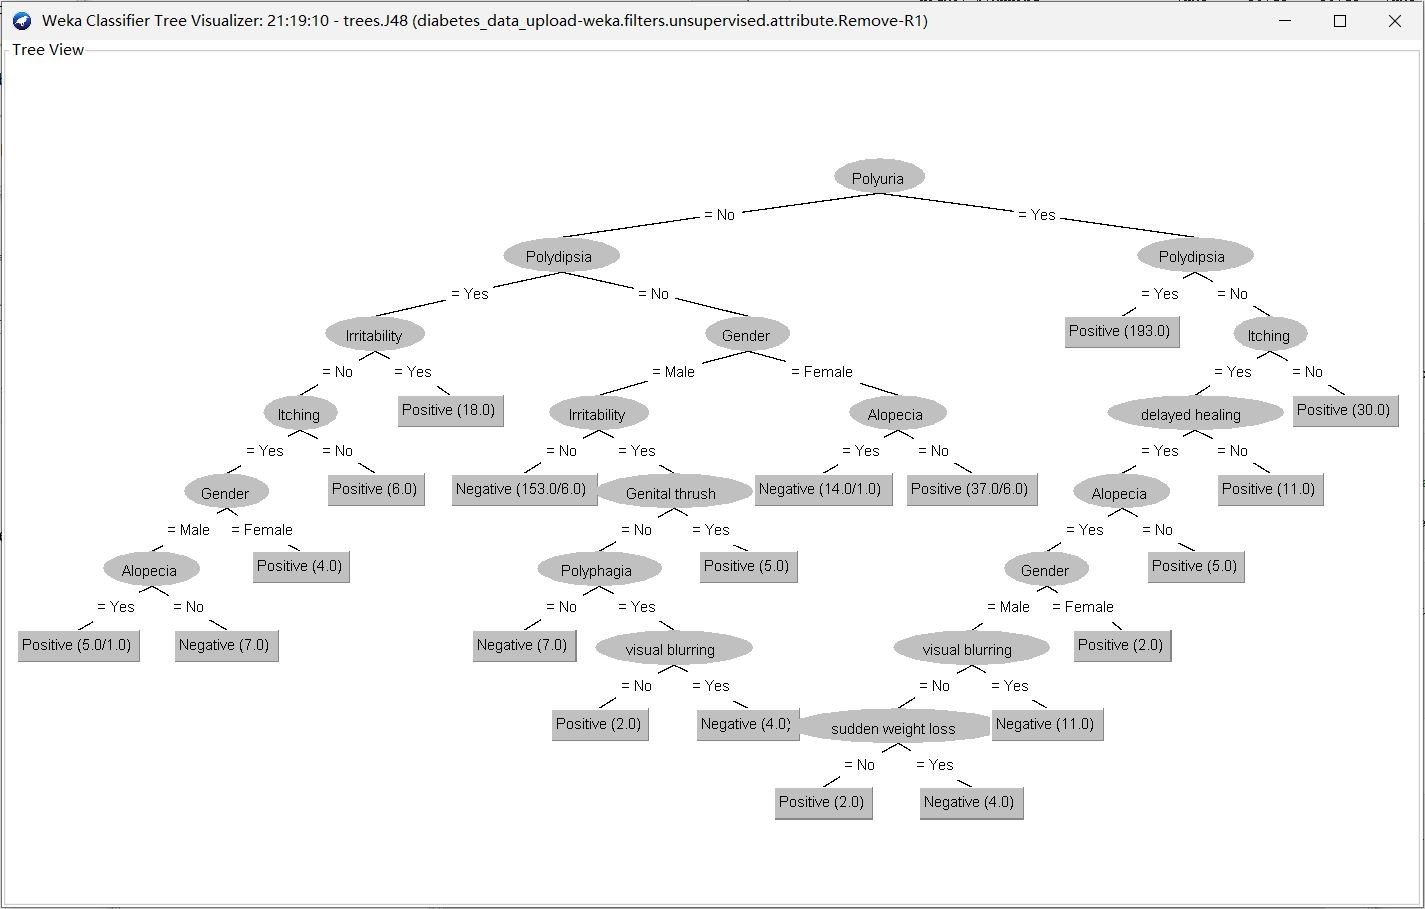 Weka Classifier Tree Visualizer: 21:19:10 - trees.J48 (diabetes_data_upload-weka.filters.unsupervised.attribute.Remove-R1)
Tree View
Polyuria
= No = Yes
Polydipsia Polydipsia
= Yes = No = Yes = No
Irritability Gender Positive (193.0) Itching
= No = Yes = Male = Female = Yes = No
Itching Positive (18.0) Irritability Alopecia delayed healing Positive (30.0)
= Yes = No = No = Yes = Yes = No = Yes = No
Gender Positive (6.0) Negative (153.0/6.0) Genital thrush Negative (14.0/1.0) Positive (37.0/6.0) Alopecia Positive (11.0)
= Male = Female = No = Yes = Yes = No
Alopecia Positive (4.0) Polyphagia Positive (5.0) Gender Positive (5.0)
= Yes = No = No = Yes = Male = Female
Positive (5.0/1.0) Negative (7.0) Negative (7.0) visual blurring visual blurring Positive (2.0)
= No = Yes = No = Yes
Positive (2.0) Negative (4.0) sudden weight loss Negative (11.0)
= No = Yes
Positive (2.0) Negative (4.0)